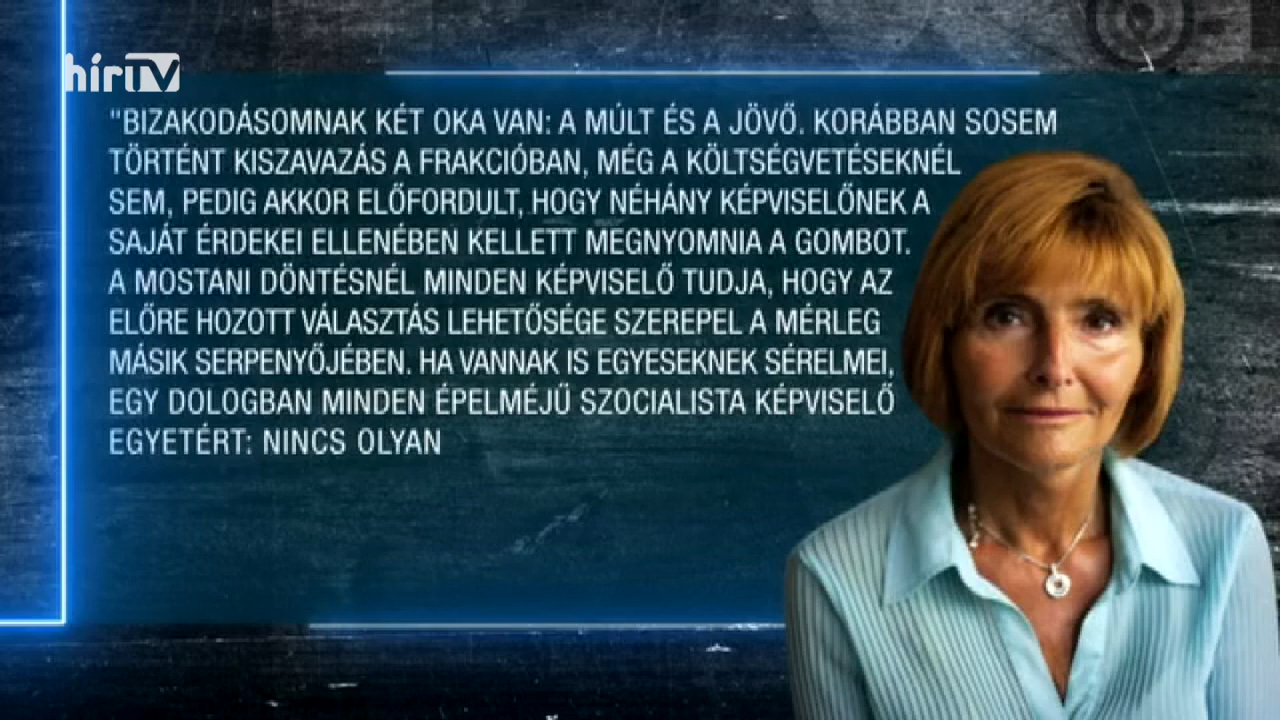 hírTV
"BIZAKODÁSOMNAK KÉT OKA VAN: A MÚLT ÉS A JÖVŐ. KORÁBBAN SOSEM
TÖRTÉNT KISZAVAZÁS A FRAKCIÓBAN, MÉG A KÖLTSÉGVETÉSEKNÉL
SEM, PEDIG AKKOR ELŐFORDULT, HOGY NÉHÁNY KÉPVISELŐNEK A
SAJÁT ÉRDEKEI ELLENÉBEN KELLETT MEGNYOMNIA A GOMBOT.
A MOSTANI DÖNTÉSNÉL MINDEN KÉPVISELŐ TUDJA, HOGY AZ
ELŐRE HOZOTT VÁLASZTÁS LEHETŐSÉGE SZEREPEL A MÉRLEG
MÁSIK SERPENYŐJÉBEN. HA VANNAK IS EGYESEKNEK SÉRELMEI,
EGY DOLOGBAN MINDEN ÉPELMÉJŰ SZOCIALISTA KÉPVISELŐ
EGYETÉRT: NINCS OLYAN